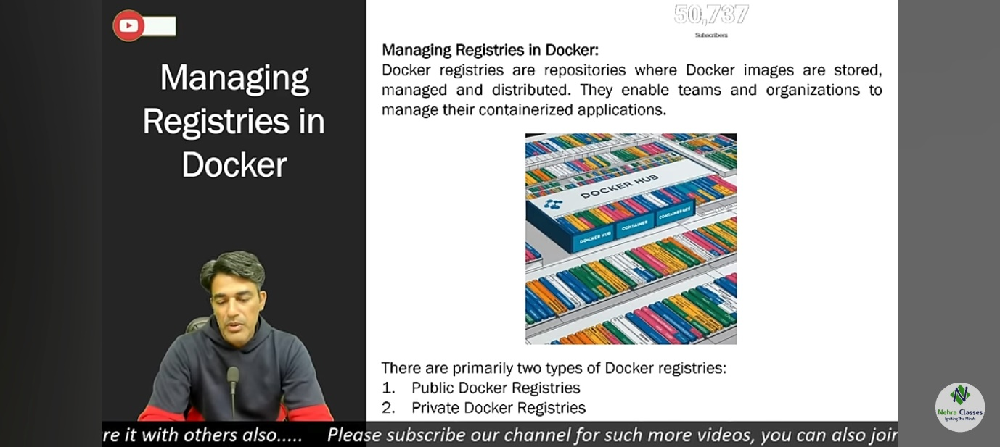 50,737
Subscribers
Managing
Registries in
Docker
Managing Registries in Docker:
Docker registries are repositories where Docker images are stored,
managed and distributed. They enable teams and organizations to
manage their containerized applications.
DOCKER HUB
DOCKER HUB
CONTAINER
There are primarily two types of Docker registries:
1. Public Docker Registries
2. Private Docker Registries
N
Nehra Classes
Igniting The Minds
re it with others also..... Please subscribe our channel for such more videos, you can also join